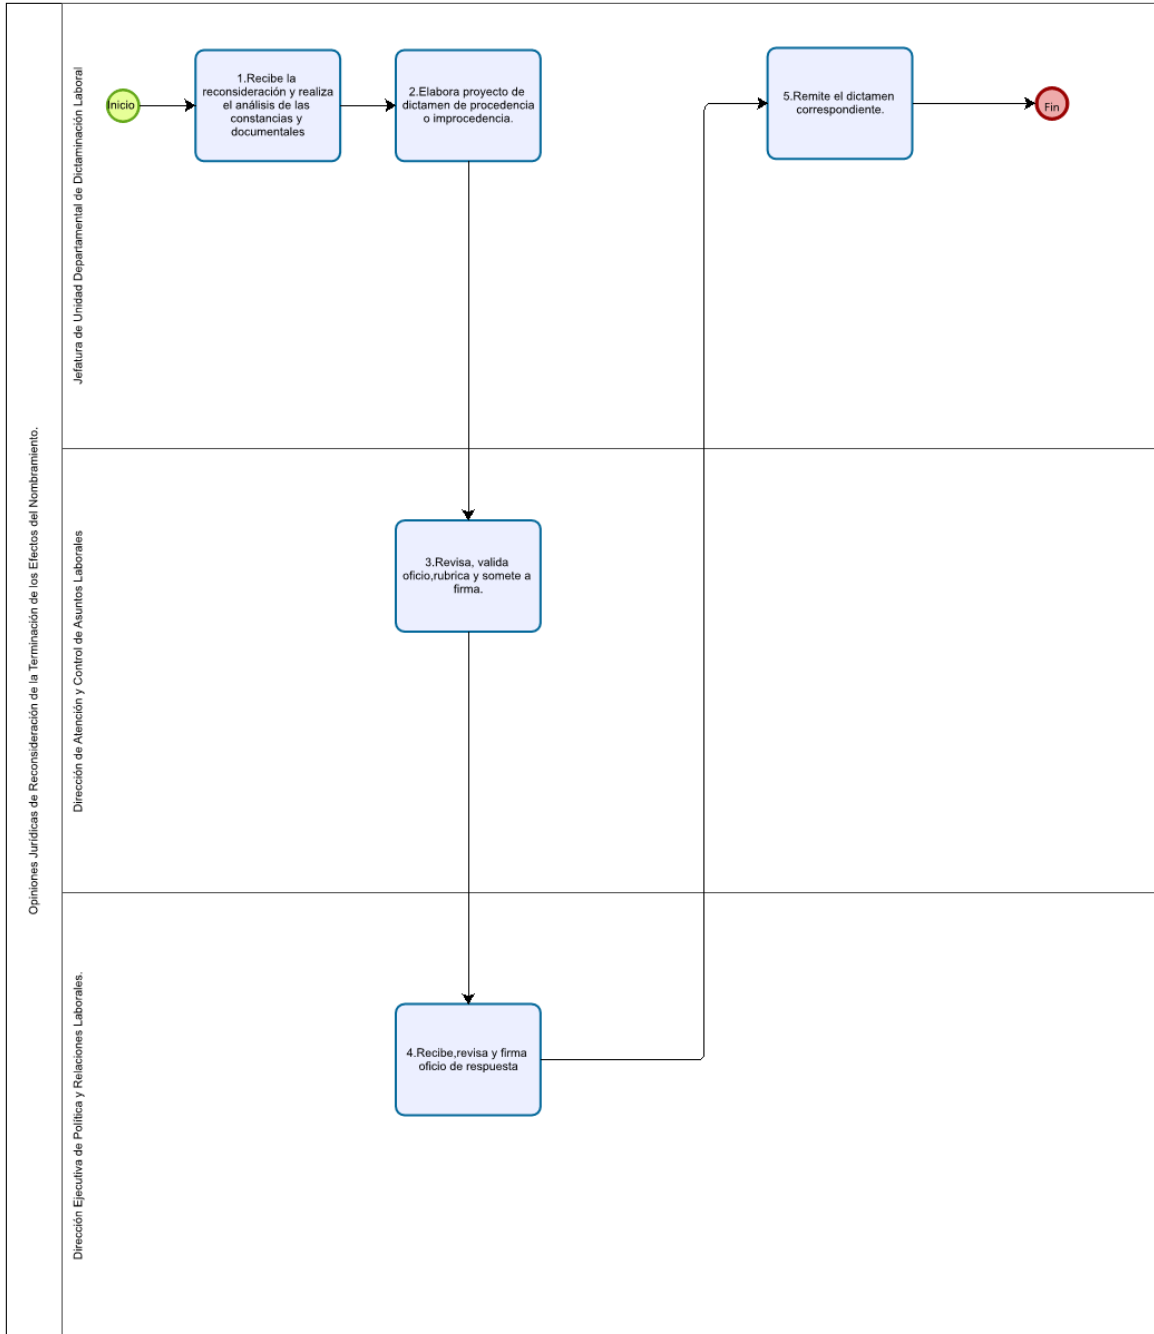 Opiniones Jurídicas de Reconsideración de la Terminación de los Efectos del Nombramiento.
Jefatura de Unidad Departamental de Dictaminación Laboral
Inicio
1.Recibe la
reconsideración y realiza
el análisis de las
constancias y
documentales
2.Elabora proyecto de
dictamen de procedencia
o improcedencia.
5.Remite el dictamen
correspondiente.
Fin
Dirección de Atención y Control de Asuntos Laborales
3.Revisa, valida
oficio,rubrica y somete a
firma.
Dirección Ejecutiva de Política y Relaciones Laborales.
4.Recibe,revisa y firma
oficio de respuesta